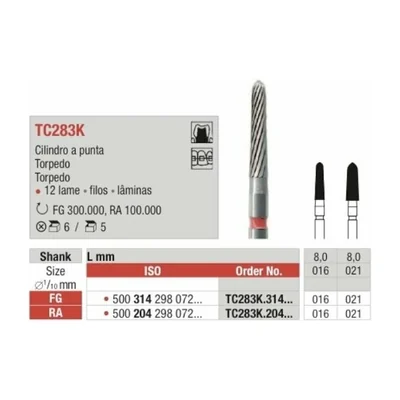 TC283K
Cilindro a punta
Torpedo
Torpedo
• 12 lame • filos • lâminas
FG 300.000, RA 100.000
6 / 5
Shank L mm 8,0 8,0
Size ISO Order No. 016 021
∅¹/₁₀ mm
FG • 500 314 298 072... TC283K.314... 016 021
RA • 500 204 298 072... TC283K.204... 016 021